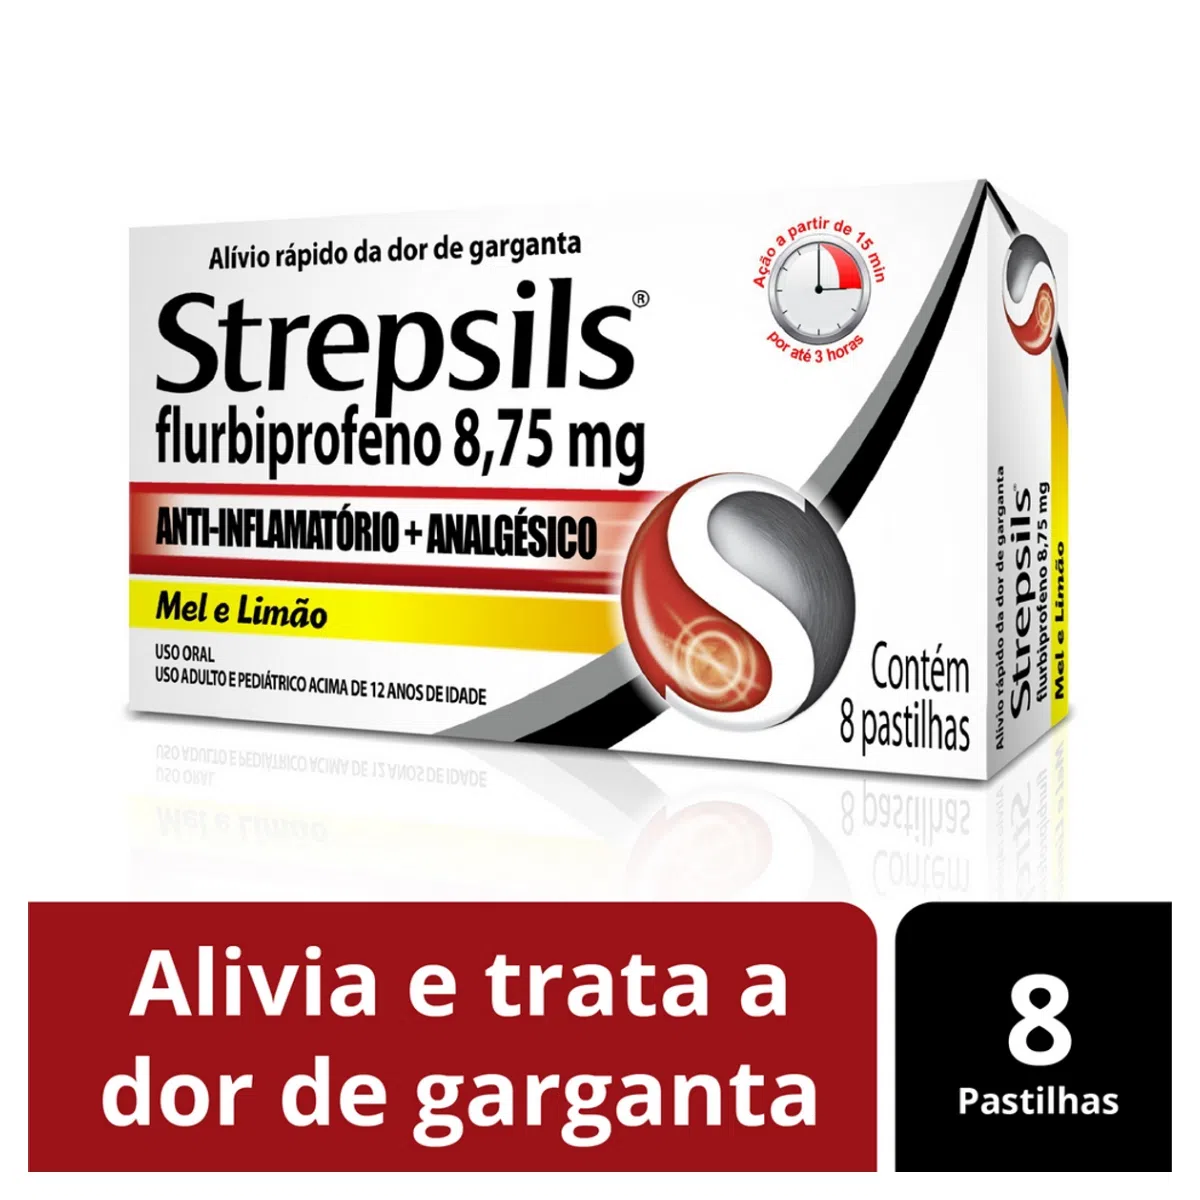 Alívio rápido da dor de garganta
Strepsils®
flurbiprofeno 8,75 mg
ANTI-INFLAMATÓRIO + ANALGÉSICO
Mel e Limão
USO ORAL
USO ADULTO E PEDIÁTRICO ACIMA DE 12 ANOS DE IDADE
Ação a partir de 15 min
por até 3 horas
Contém
8 pastilhas
Alívio rápido da dor de garganta
Strepsils®
flurbiprofeno 8,75 mg
Mel e Limão
Alivia e trata a
dor de garganta
8
Pastilhas